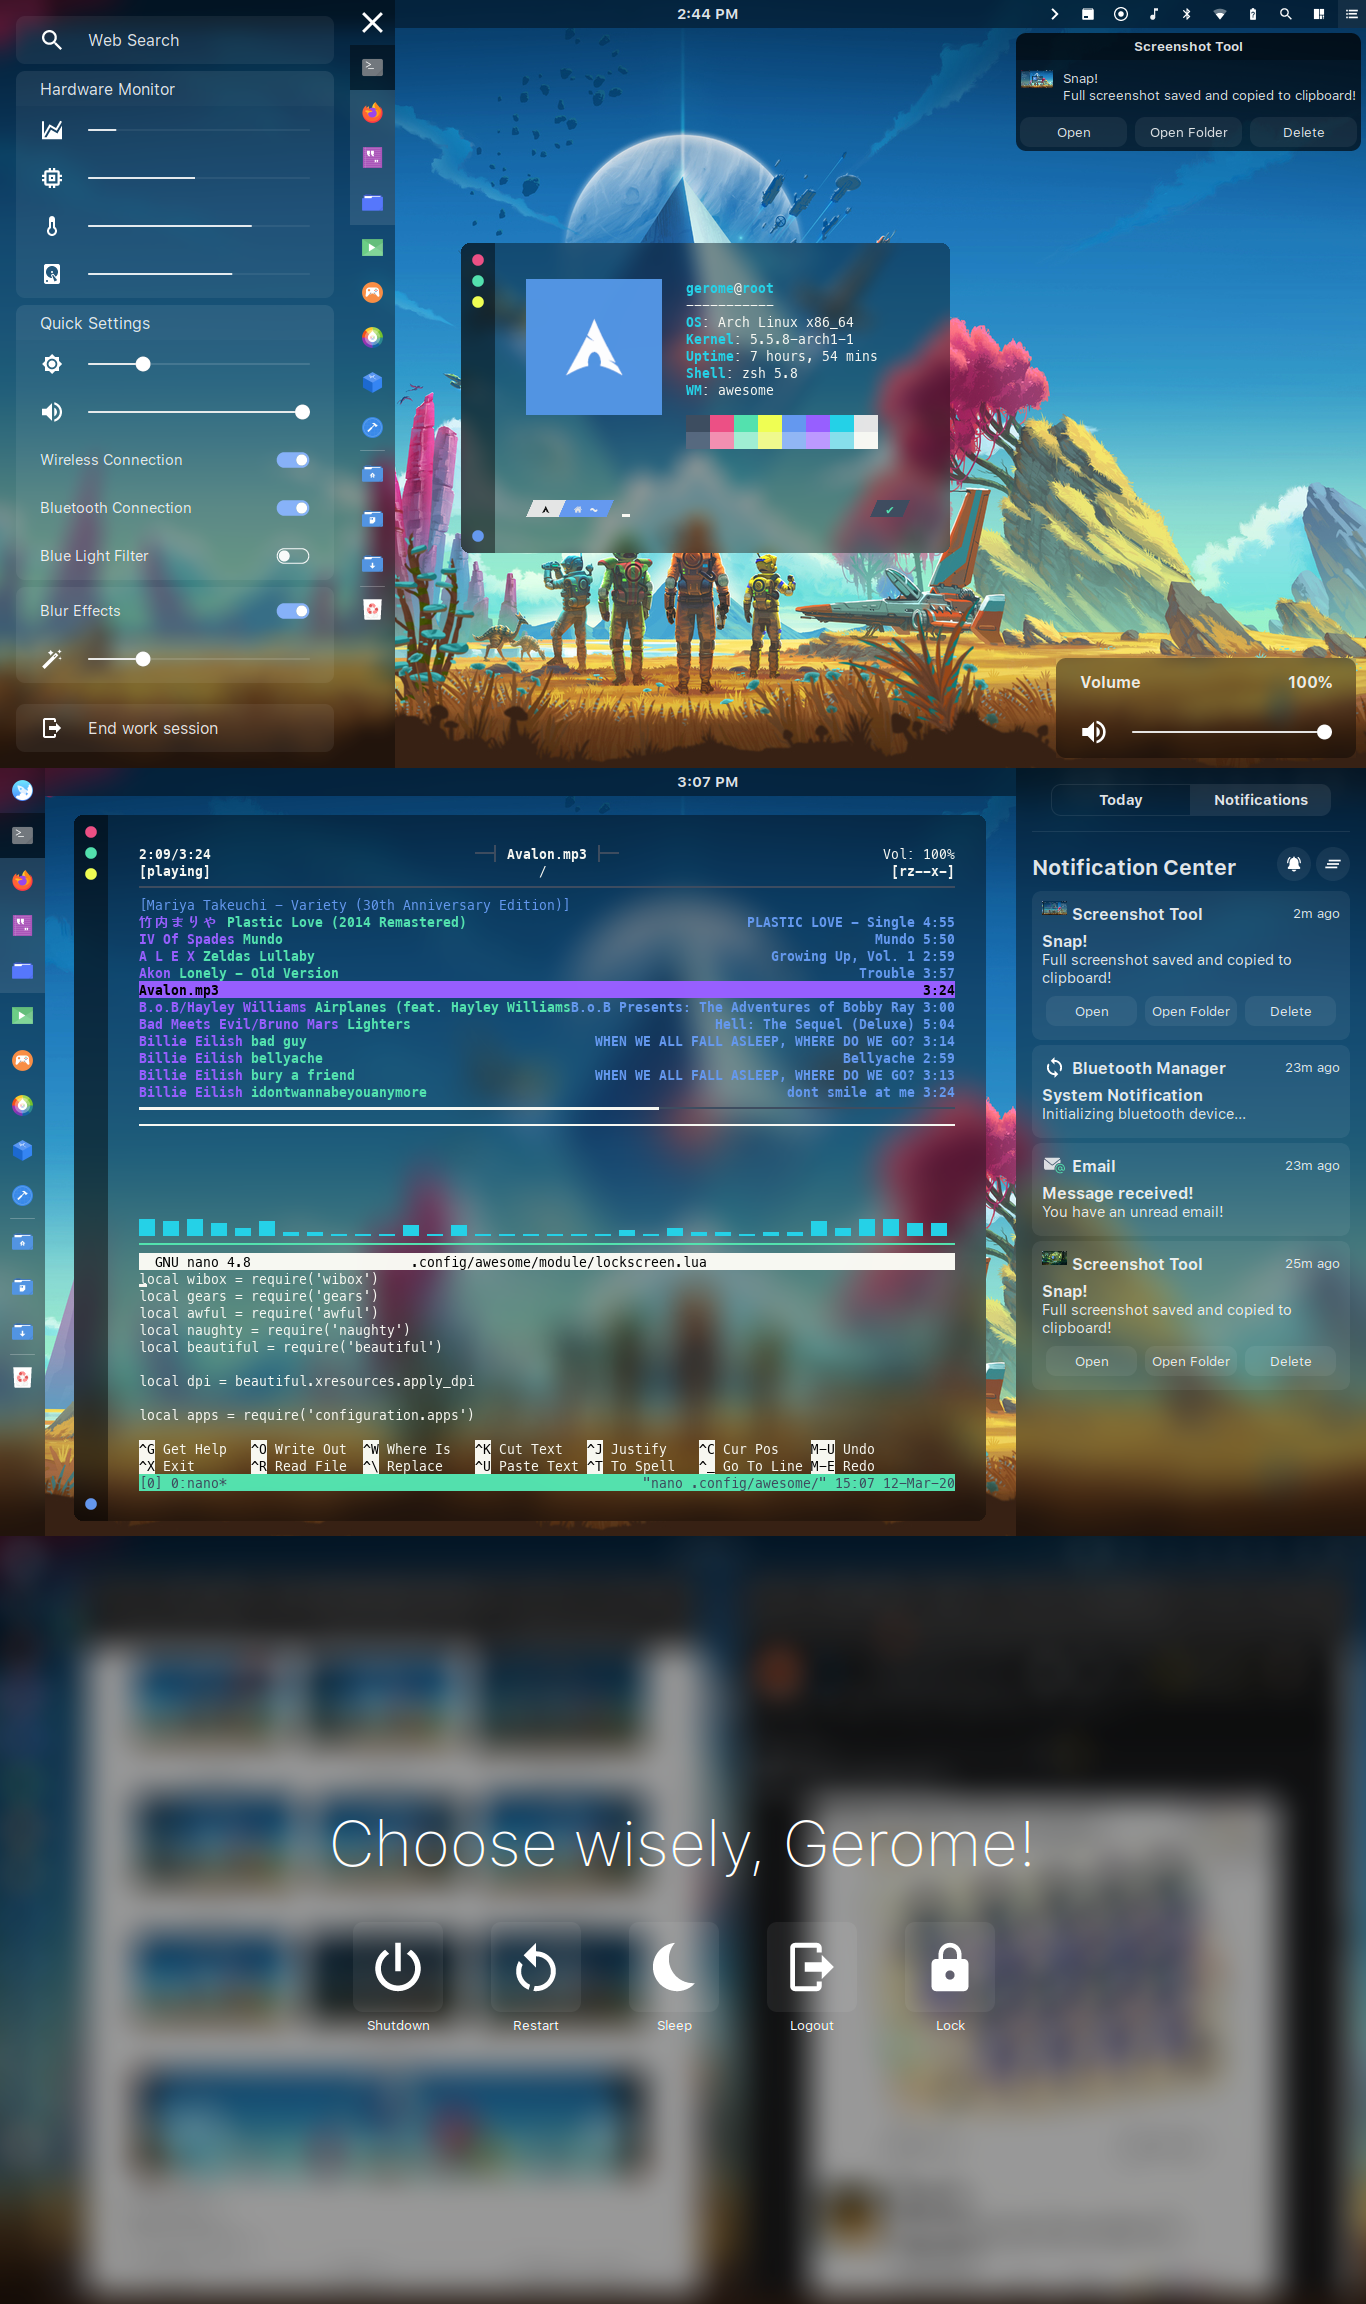 2:44 PM
Web Search
Hardware Monitor
Quick Settings
Wireless Connection
Bluetooth Connection
Blue Light Filter
Blur Effects
End work session
Screenshot Tool
Snap!
Full screenshot saved and copied to clipboard!
Open Open Folder Delete
gerome@root
-----------
OS: Arch Linux x86_64
Kernel: 5.5.8-arch1-1
Uptime: 7 hours, 54 mins
Shell: zsh 5.8
WM: awesome
~
Volume 100%
3:07 PM
2:09/3:24 Avalon.mp3 Vol: 100%
[playing] / [rz--x-]
[Mariya Takeuchi - Variety (30th Anniversary Edition)]
竹内まりや Plastic Love (2014 Remastered) PLASTIC LOVE - Single 4:55
IV Of Spades Mundo Mundo 5:50
A L E X Zeldas Lullaby Growing Up, Vol. 1 2:59
Akon Lonely - Old Version Trouble 3:57
Avalon.mp3 3:24
B.o.B/Hayley Williams Airplanes (feat. Hayley WilliamsB.o.B Presents: The Adventures of Bobby Ray 3:00
Bad Meets Evil/Bruno Mars Lighters Hell: The Sequel (Deluxe) 5:04
Billie Eilish bad guy WHEN WE ALL FALL ASLEEP, WHERE DO WE GO? 3:14
Billie Eilish bellyache Bellyache 2:59
Billie Eilish bury a friend WHEN WE ALL FALL ASLEEP, WHERE DO WE GO? 3:13
Billie Eilish idontwannabeyouanymore dont smile at me 3:24
GNU nano 4.8 .config/awesome/module/lockscreen.lua
local wibox = require('wibox')
local gears = require('gears')
local awful = require('awful')
local naughty = require('naughty')
local beautiful = require('beautiful')
local dpi = beautiful.xresources.apply_dpi
local apps = require('configuration.apps')
^G Get Help ^O Write Out ^W Where Is ^K Cut Text ^J Justify ^C Cur Pos M-U Undo
^X Exit ^R Read File ^\ Replace ^U Paste Text ^T To Spell ^_ Go To Line M-E Redo
[0] 0:nano* "nano .config/awesome/" 15:07 12-Mar-20
Today Notifications
Notification Center
Screenshot Tool 2m ago
Snap!
Full screenshot saved and copied to
clipboard!
Open Open Folder Delete
Bluetooth Manager 23m ago
System Notification
Initializing bluetooth device...
Email 23m ago
Message received!
You have an unread email!
Screenshot Tool 25m ago
Snap!
Full screenshot saved and copied to
clipboard!
Open Open Folder Delete
Choose wisely, Gerome!
Shutdown Restart Sleep Logout Lock